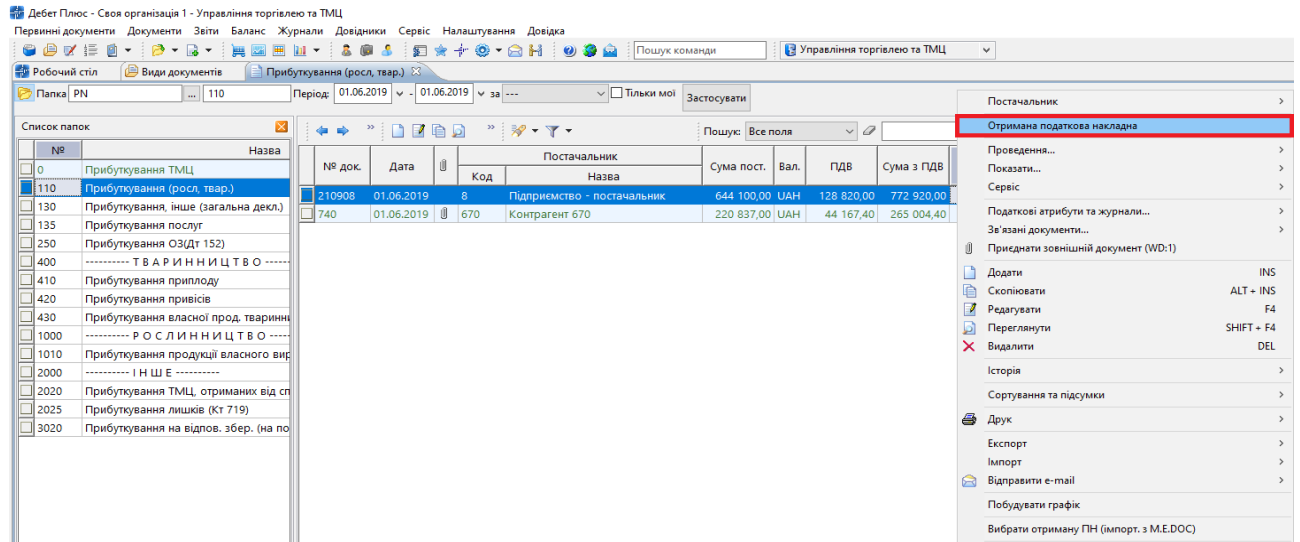 Дебет Плюс - Своя організація 1 - Управління торгівлею та ТМЦ
Первинні документи Документи Звіти Баланс Журнали Довідники Сервіс Налаштування Довідка
Пошук команди Управління торгівлею та ТМЦ
Робочий стіл Види документів Прибуткування (росл, твар.)
Папка PN ... 110 Період: 01.06.2019 - 01.06.2019 за --- Тільки мої Застосувати
Список папок
» » Пошук: Все поля
№ Назва
0 Прибуткування ТМЦ
110 Прибуткування (росл, твар.)
130 Прибуткування, інше (загальна декл.)
135 Прибуткування послуг
250 Прибуткування ОЗ(Дт 152)
400 ---------- Т В А Р И Н Н И Ц Т В О ------
410 Прибуткування приплоду
420 Прибуткування привісів
430 Прибуткування власної прод. тваринни
1000 ---------- Р О С Л И Н Н И Ц Т В О -----
1010 Прибуткування продукції власного вир
2000 ---------- І Н Ш Е ----------
2020 Прибуткування ТМЦ, отриманих від сп
2025 Прибуткування лишків (Кт 719)
3020 Прибуткування на відпов. збер. (на по
№ док. Дата Постачальник Сума пост. Вал. ПДВ Сума з ПДВ
Код Назва
210908 01.06.2019 8 Підприємство - постачальник 644 100,00 UAH 128 820,00 772 920,00
740 01.06.2019 670 Контрагент 670 220 837,00 UAH 44 167,40 265 004,40
Постачальник
Отримана податкова накладна
Проведення...
Показати...
Сервіс
Податкові атрибути та журнали...
Зв'язані документи...
Приєднати зовнішній документ (WD:1)
Додати INS
Скопіювати ALT + INS
Редагувати F4
Переглянути SHIFT + F4
Видалити DEL
Історія
Сортування та підсумки
Друк
Експорт
Імпорт
Відправити e-mail
Побудувати графік
Вибрати отриману ПН (імпорт. з M.E.DOC)